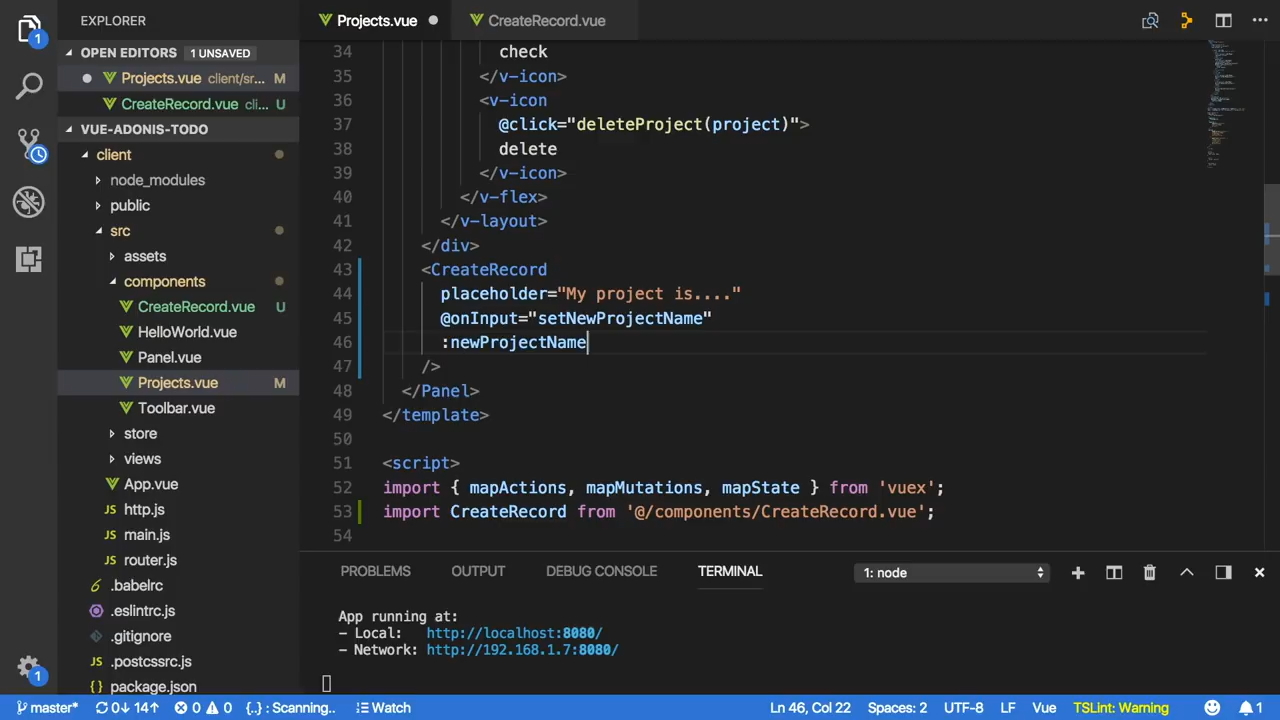 EXPLORER
OPEN EDITORS 1 UNSAVED
Projects.vue client/sr... M
CreateRecord.vue cli... U
VUE-ADONIS-TODO
client
node_modules
public
src
assets
components
CreateRecord.vue U
HelloWorld.vue
Panel.vue
Projects.vue M
Toolbar.vue
store
views
App.vue
JS http.js
JS main.js
JS router.js
.babelrc
.eslintrc.js
.gitignore
JS .postcssrc.js
{} package.json
1
1
Projects.vue
CreateRecord.vue
34 check
35 </v-icon>
36 <v-icon
37 @click="deleteProject(project)">
38 delete
39 </v-icon>
40 </v-flex>
41 </v-layout>
42 </div>
43 <CreateRecord
44 placeholder="My project is...."
45 @onInput="setNewProjectName"
46 :newProjectName
47 />
48 </Panel>
49 </template>
50
51 <script>
52 import { mapActions, mapMutations, mapState } from 'vuex';
53 import CreateRecord from '@/components/CreateRecord.vue';
54
PROBLEMS OUTPUT DEBUG CONSOLE TERMINAL 1: node
App running at:
- Local: http://localhost:8080/
- Network: http://192.168.1.7:8080/
master* 0↓ 14↑ 0 0 {..} : Scanning.. Watch Ln 46, Col 22 Spaces: 2 UTF-8 LF Vue TSLint: Warning 1